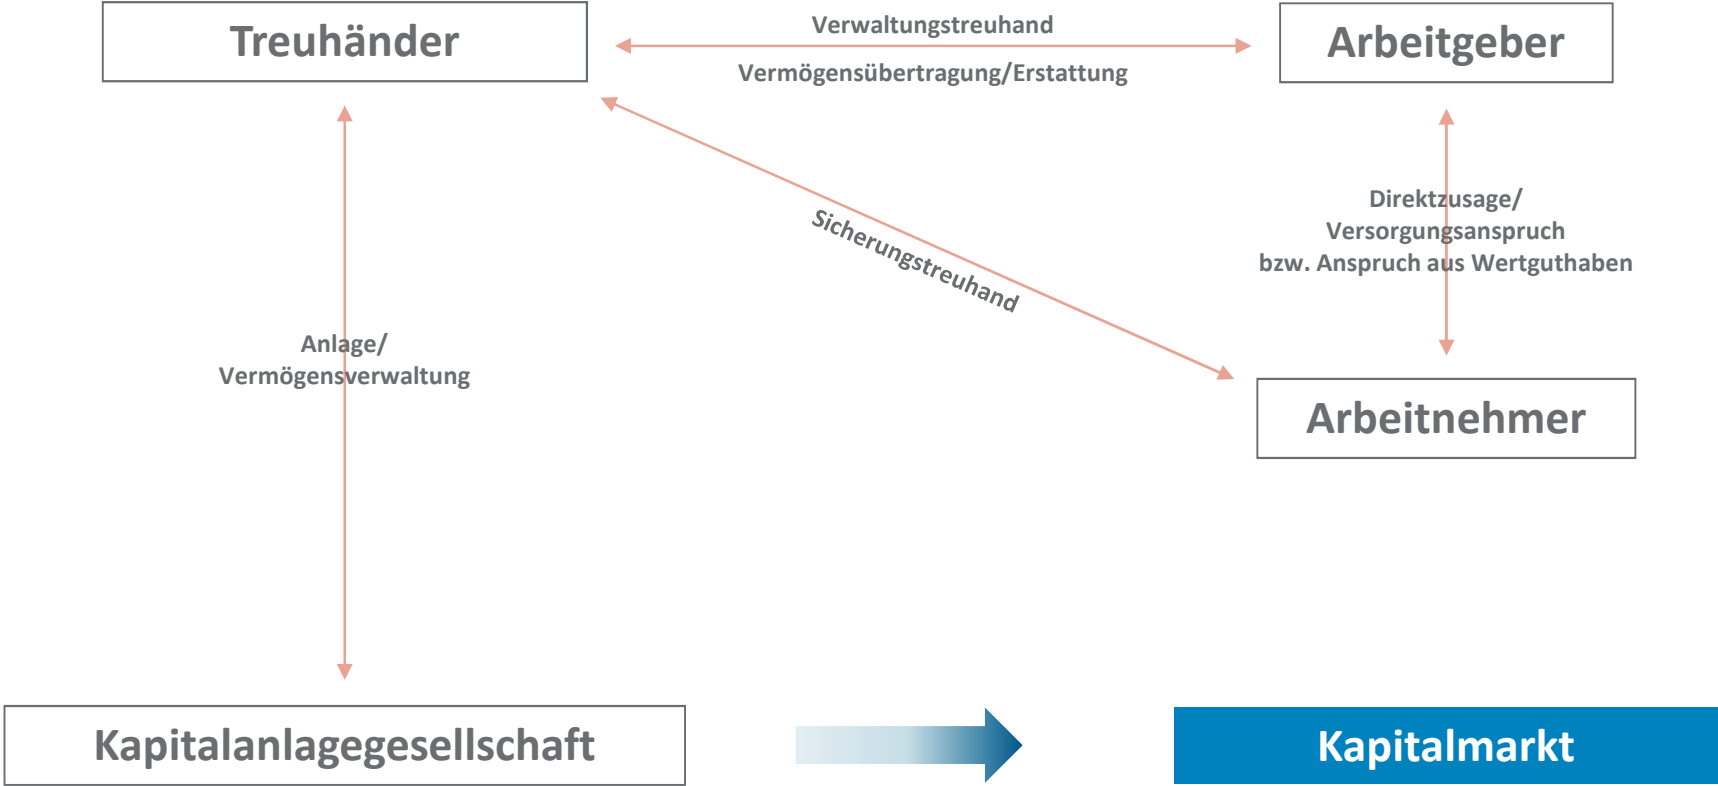 Treuhänder
Verwaltungstreuhand
Vermögensübertragung/Erstattung
Arbeitgeber
Direktzusage/
Versorgungsanspruch
bzw. Anspruch aus Wertguthaben
Sicherungstreuhand
Anlage/
Vermögensverwaltung
Arbeitnehmer
Kapitalanlagegesellschaft
Kapitalmarkt